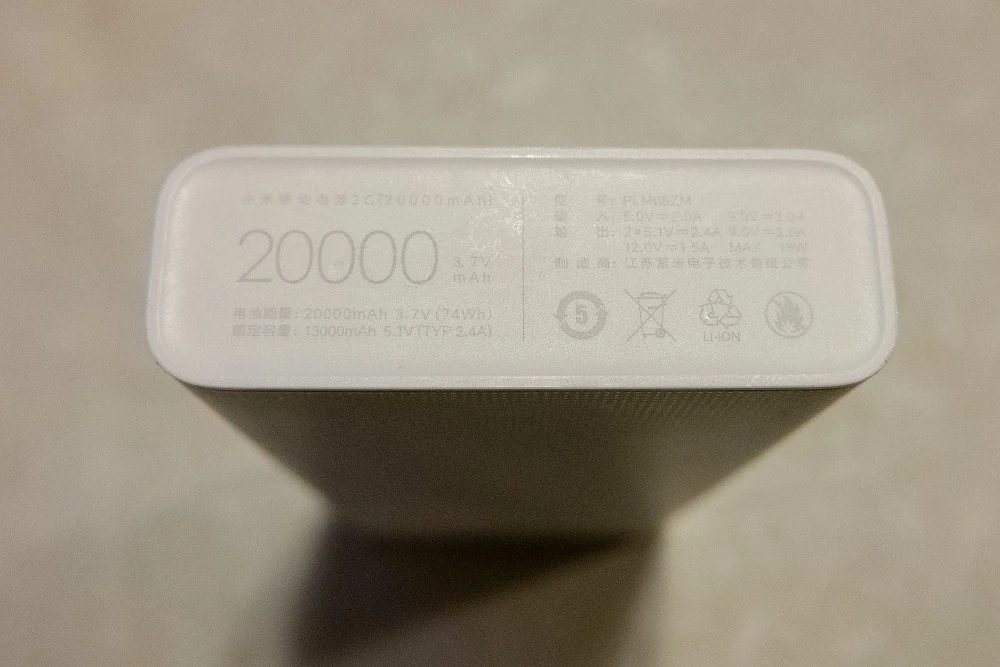 小米移动电源2C(20000mAh)
20000
3.7V
mAh
电池能量: 20000mAh 3.7V (74Wh)
额定容量: 13000mAh 5.1V (TYP 2.4A)
型 号: PLM06ZM
输 入: 5.0V⎓2.0A 9.0V⎓2.0A
输 出: 2×5.1V⎓2.4A 9.0V⎓2.0A
12.0V⎓1.5A MAX 18W
制 造 商: 江苏紫米电子技术有限公司
5
LI-ION